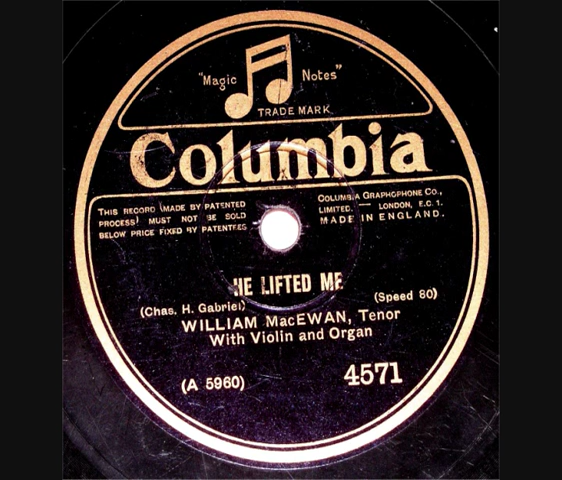 "Magic Notes"
TRADE MARK
Columbia
THIS RECORD (MADE BY PATENTED
PROCESS) MUST NOT BE SOLD
BELOW PRICE FIXED BY PATENTEES
COLUMBIA GRAPHOPHONE CO.,
LIMITED. — LONDON, E.C. 1.
MADE IN ENGLAND.
HE LIFTED ME
(Chas. H. Gabriel)
(Speed 80)
WILLIAM MacEWAN, Tenor
With Violin and Organ
(A 5960)
4571